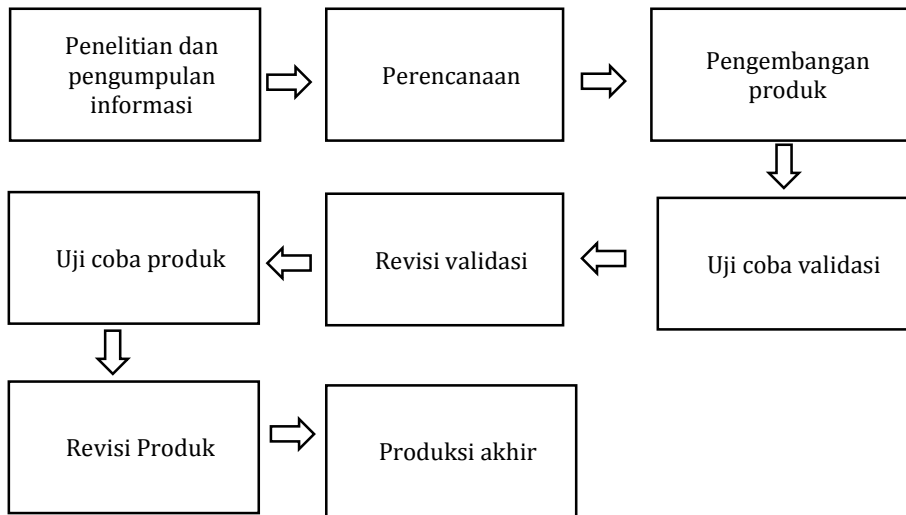 Penelitian dan
pengumpulan
informasi
Perencanaan
Pengembangan
produk
Uji coba validasi
Revisi validasi
Uji coba produk
Revisi Produk
Produksi akhir